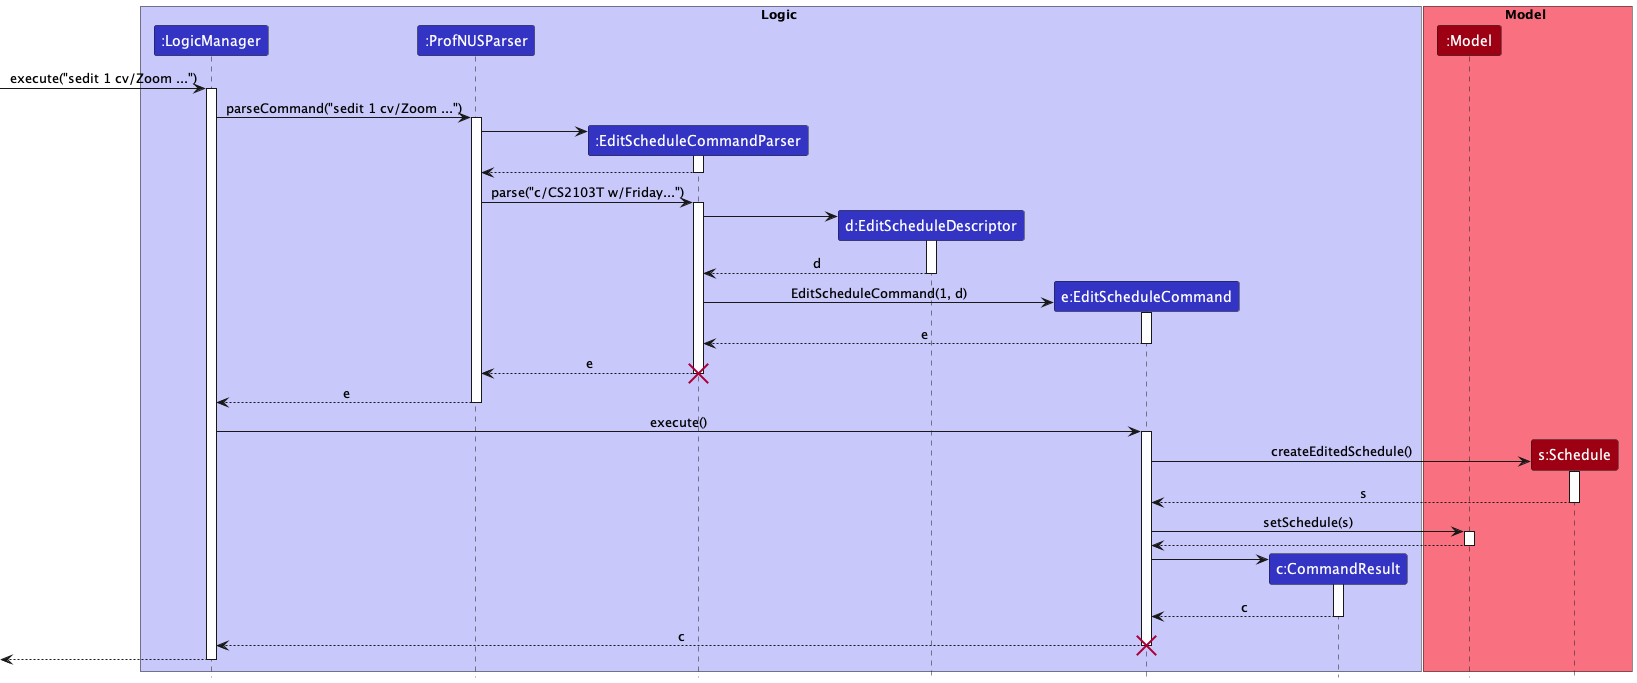 Logic
Model
:LogicManager
:ProfNUSParser
:Model
execute("sedit 1 cv/Zoom ...")
parseCommand("sedit 1 cv/Zoom ...")
:EditScheduleCommandParser
parse("c/CS2103T w/Friday...")
d:EditScheduleDescriptor
d
EditScheduleCommand(1, d)
e:EditScheduleCommand
e
e
e
execute()
createEditedSchedule()
s:Schedule
s
setSchedule(s)
c:CommandResult
c
c